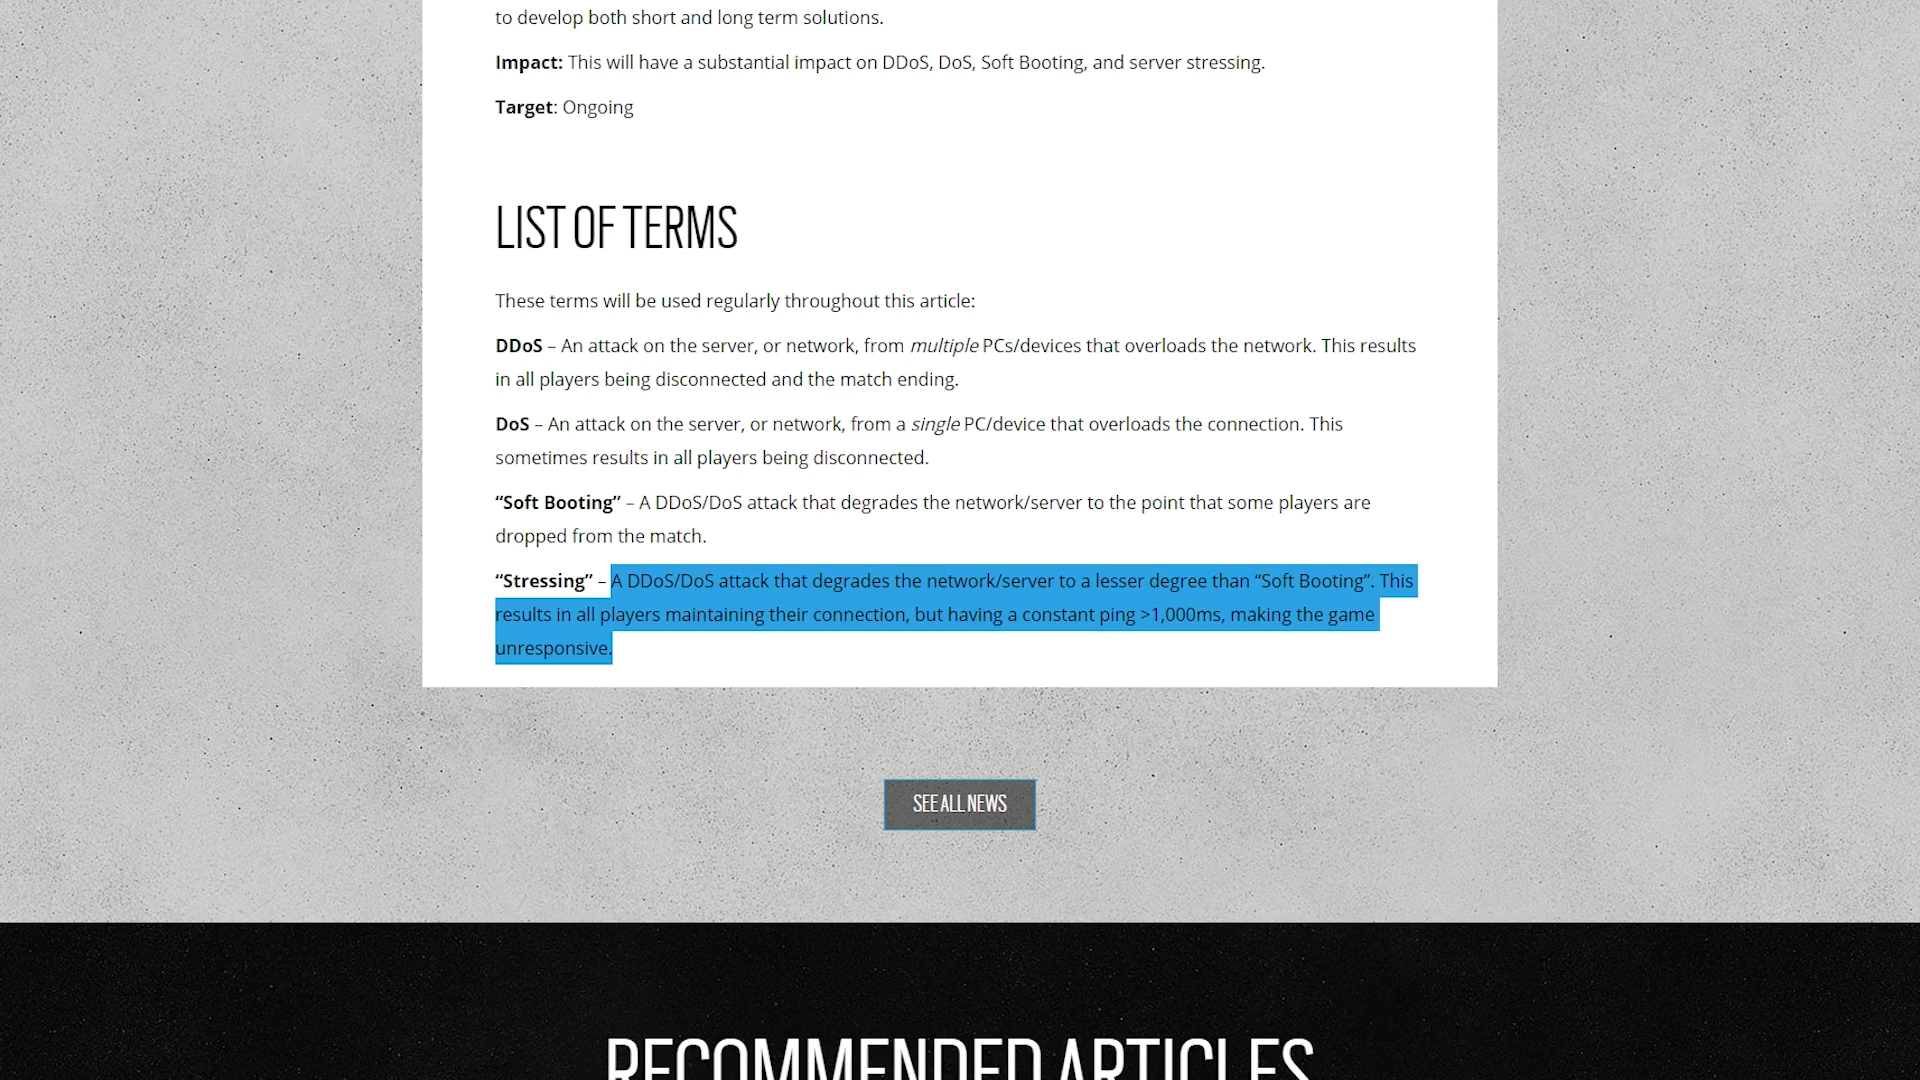 to develop both short and long term solutions.
Impact: This will have a substantial impact on DDoS, DoS, Soft Booting, and server stressing.
Target: Ongoing
LIST OF TERMS
These terms will be used regularly throughout this article:
DDoS – An attack on the server, or network, from multiple PCs/devices that overloads the network. This results
in all players being disconnected and the match ending.
DoS – An attack on the server, or network, from a single PC/device that overloads the connection. This
sometimes results in all players being disconnected.
“Soft Booting” – A DDoS/DoS attack that degrades the network/server to the point that some players are
dropped from the match.
“Stressing” – A DDoS/DoS attack that degrades the network/server to a lesser degree than “Soft Booting”. This
results in all players maintaining their connection, but having a constant ping >1,000ms, making the game
unresponsive.
SEE ALL NEWS
RECOMMENDED ARTICLES